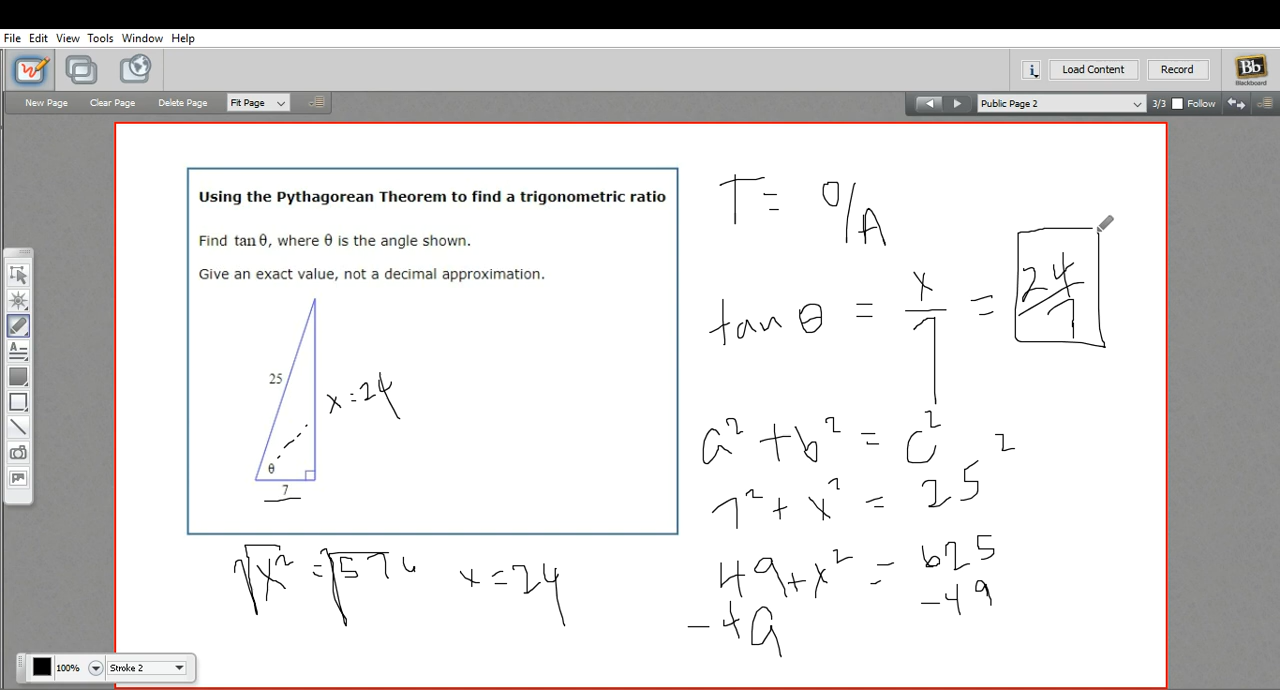 File Edit View Tools Window Help
Load Content
Record
Bb
Blackboard
New Page Clear Page Delete Page Fit Page
Public Page 2
3/3
Follow
Using the Pythagorean Theorem to find a trigonometric ratio
Find tan θ, where θ is the angle shown.
Give an exact value, not a decimal approximation.
25
x = 24
θ
7
T = O/A
tan θ = x/7 = 24/7
a² + b² = c²
7² + x² = 25²
49 + x² = 625
-49 -49
√x² = √576 x = 24
100%
Stroke 2